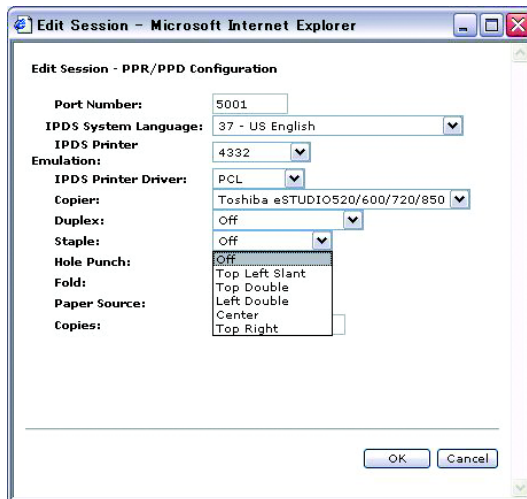 Edit Session - Microsoft Internet Explorer
Edit Session - PPR/PPD Configuration
Port Number: 5001
IPDS System Language: 37 - US English
IPDS Printer
Emulation: 4332
IPDS Printer Driver: PCL
Copier: Toshiba eSTUDIO520/600/720/850
Duplex: Off
Staple: Off
Hole Punch: Off
Top Left Slant
Fold: Top Double
Left Double
Paper Source: Center
Copies: Top Right
OK Cancel